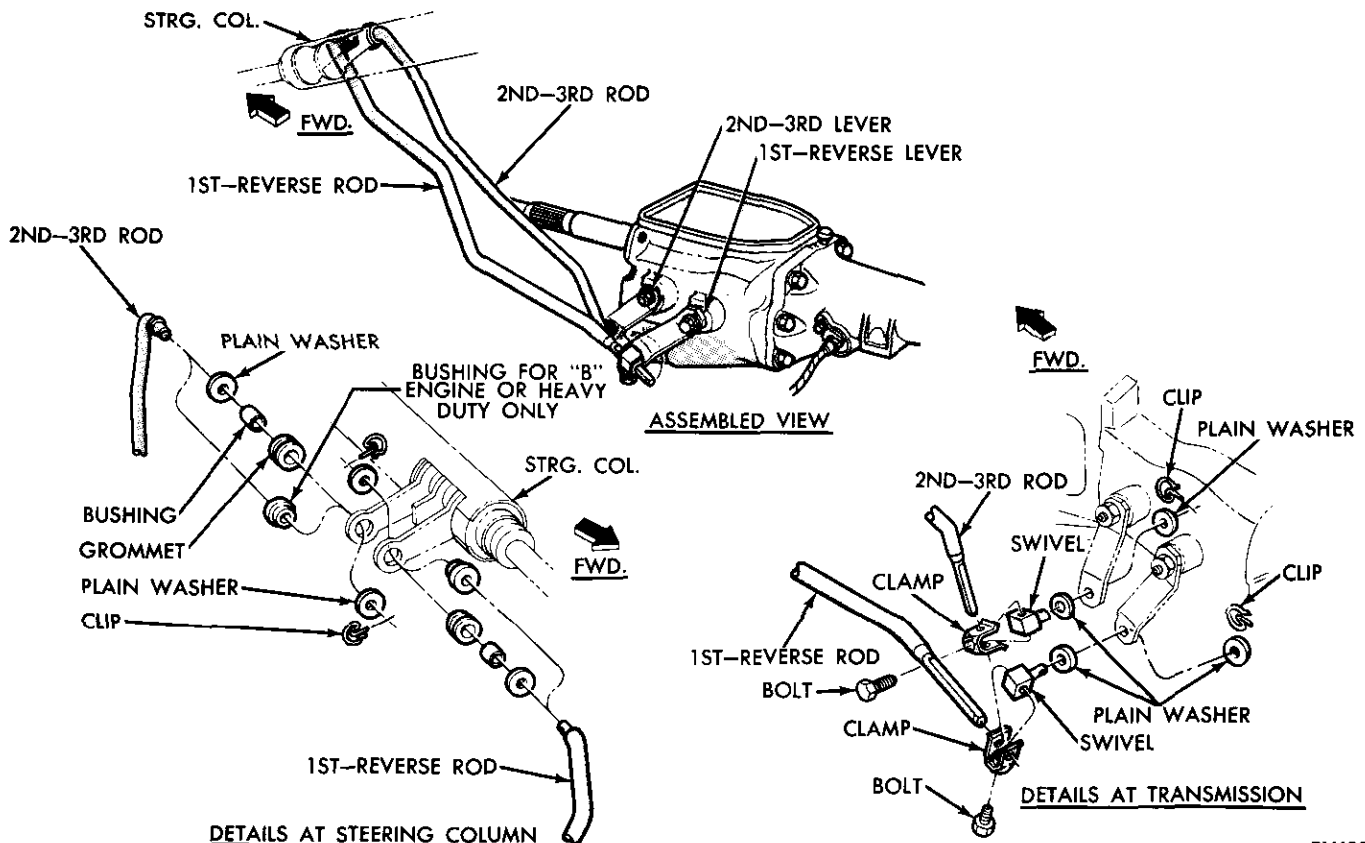 STRG. COL.
FWD.
2ND–3RD ROD
2ND–3RD LEVER
1ST–REVERSE LEVER
1ST–REVERSE ROD
ASSEMBLED VIEW
2ND–3RD ROD
PLAIN WASHER
BUSHING FOR "B"
ENGINE OR HEAVY
DUTY ONLY
STRG. COL.
BUSHING
GROMMET
PLAIN WASHER
CLIP
FWD.
1ST–REVERSE ROD
DETAILS AT STEERING COLUMN
FWD.
CLIP
PLAIN WASHER
2ND–3RD ROD
SWIVEL
CLAMP
CLIP
1ST–REVERSE ROD
BOLT
PLAIN WASHER
CLAMP
SWIVEL
BOLT
DETAILS AT TRANSMISSION